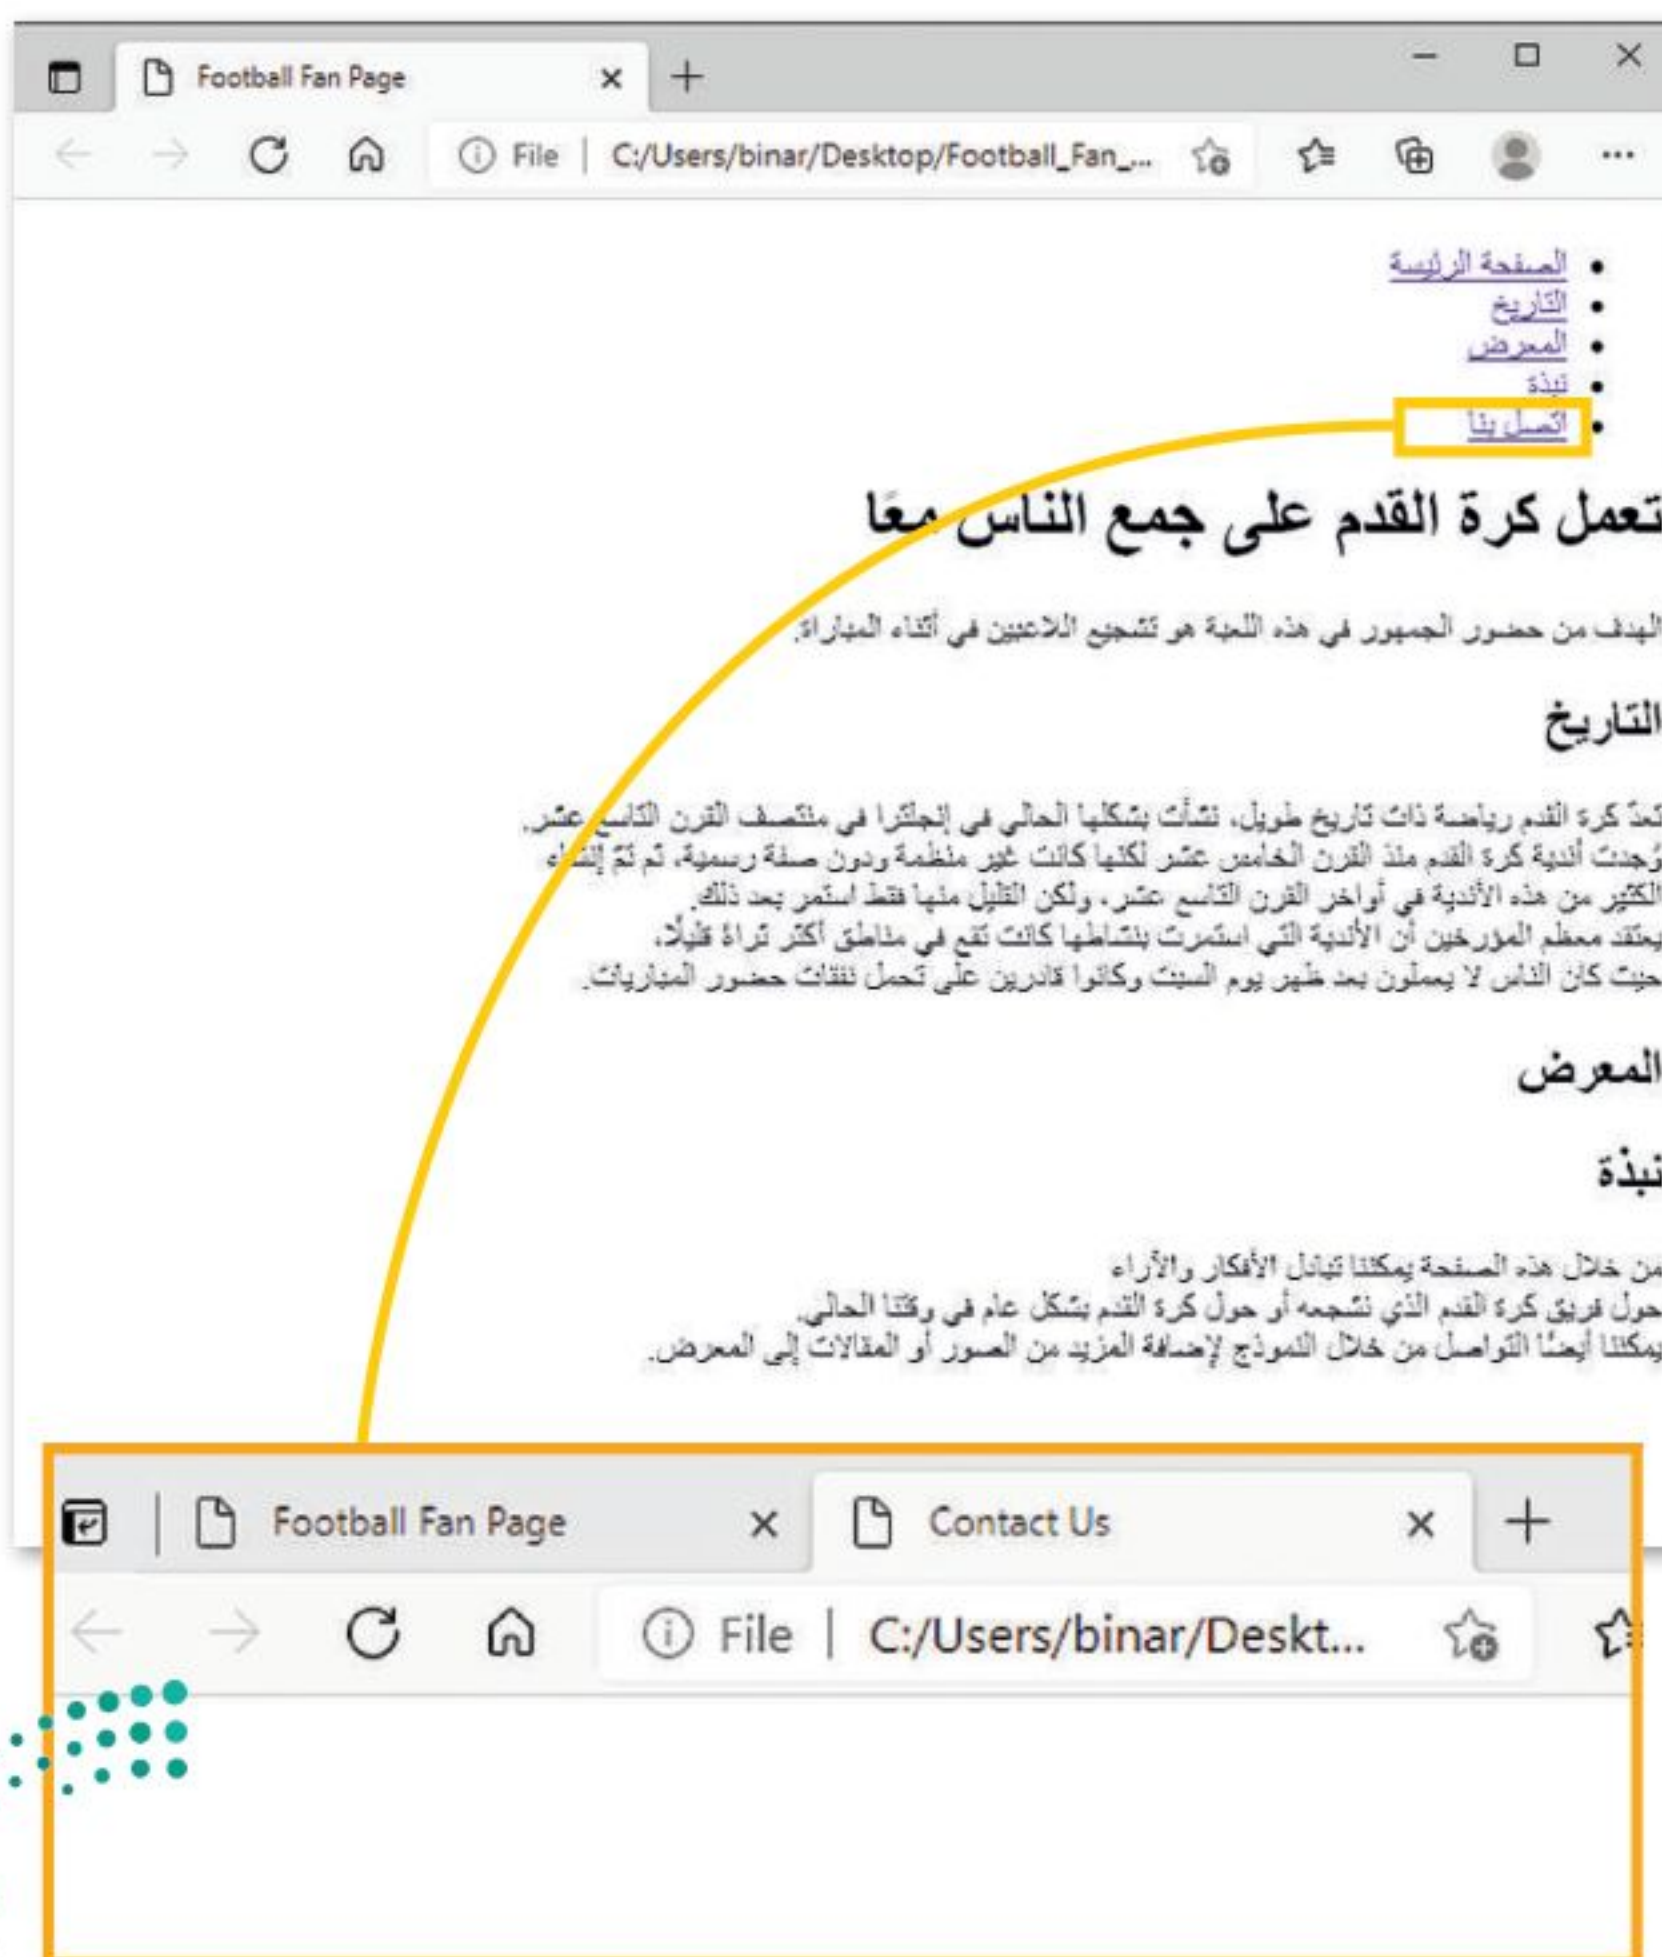 Football Fan Page
File | C:/Users/binar/Desktop/Football_Fan_...
الصفحة الرئيسة
التاريخ
المعرض
نبذة
اتصل بنا
تعمل كرة القدم على جمع الناس معًا
الهدف من حضور الجمهور في هذه اللعبة هو تشجيع اللاعبين في أثناء المباراة.
التاريخ
تعدّ كرة القدم رياضة ذات تاريخ طويل، نشأت بشكلها الحالي في إنجلترا في منتصف القرن التاسع عشر.
وُجدت أندية كرة القدم منذ القرن الخامس عشر لكنها كانت غير منظمة ودون صفة رسمية، ثم تمّ إنشاء
الكثير من هذه الأندية في أواخر القرن التاسع عشر، ولكن القليل منها فقط استمر بعد ذلك.
يعتقد معظم المؤرخين أن الأندية التي استمرت بنشاطها كانت تقع في مناطق أكثر ثراءً قليلًا،
حيث كان الناس لا يعملون بعد ظهر يوم السبت وكانوا قادرين على تحمل نفقات حضور المباريات.
المعرض
نبذة
من خلال هذه الصفحة يمكننا تبادل الأفكار والآراء
حول فريق كرة القدم الذي نشجعه أو حول كرة القدم بشكل عام في وقتنا الحالي.
يمكننا أيضًا التواصل من خلال النموذج لإضافة المزيد من الصور أو المقالات إلى المعرض.
Football Fan Page
Contact Us
File | C:/Users/binar/Deskt...